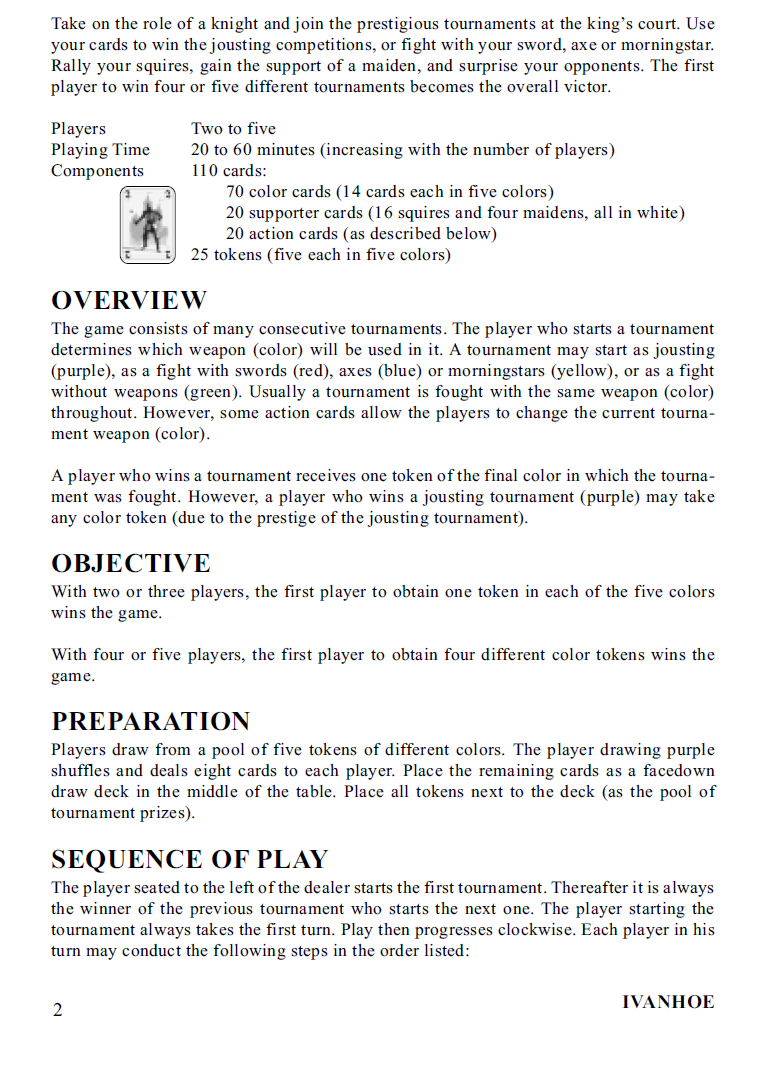 Take on the role of a knight and join the prestigious tournaments at the king's court. Use
your cards to win the jousting competitions, or fight with your sword, axe or morningstar.
Rally your squires, gain the support of a maiden, and surprise your opponents. The first
player to win four or five different tournaments becomes the overall victor.
Players Two to five
Playing Time 20 to 60 minutes (increasing with the number of players)
Components 110 cards:
70 color cards (14 cards each in five colors)
20 supporter cards (16 squires and four maidens, all in white)
20 action cards (as described below)
25 tokens (five each in five colors)
2 2
2 2
OVERVIEW
The game consists of many consecutive tournaments. The player who starts a tournament
determines which weapon (color) will be used in it. A tournament may start as jousting
(purple), as a fight with swords (red), axes (blue) or morningstars (yellow), or as a fight
without weapons (green). Usually a tournament is fought with the same weapon (color)
throughout. However, some action cards allow the players to change the current tourna-
ment weapon (color).
A player who wins a tournament receives one token of the final color in which the tourna-
ment was fought. However, a player who wins a jousting tournament (purple) may take
any color token (due to the prestige of the jousting tournament).
OBJECTIVE
With two or three players, the first player to obtain one token in each of the five colors
wins the game.
With four or five players, the first player to obtain four different color tokens wins the
game.
PREPARATION
Players draw from a pool of five tokens of different colors. The player drawing purple
shuffles and deals eight cards to each player. Place the remaining cards as a facedown
draw deck in the middle of the table. Place all tokens next to the deck (as the pool of
tournament prizes).
SEQUENCE OF PLAY
The player seated to the left of the dealer starts the first tournament. Thereafter it is always
the winner of the previous tournament who starts the next one. The player starting the
tournament always takes the first turn. Play then progresses clockwise. Each player in his
turn may conduct the following steps in the order listed:
2 IVANHOE